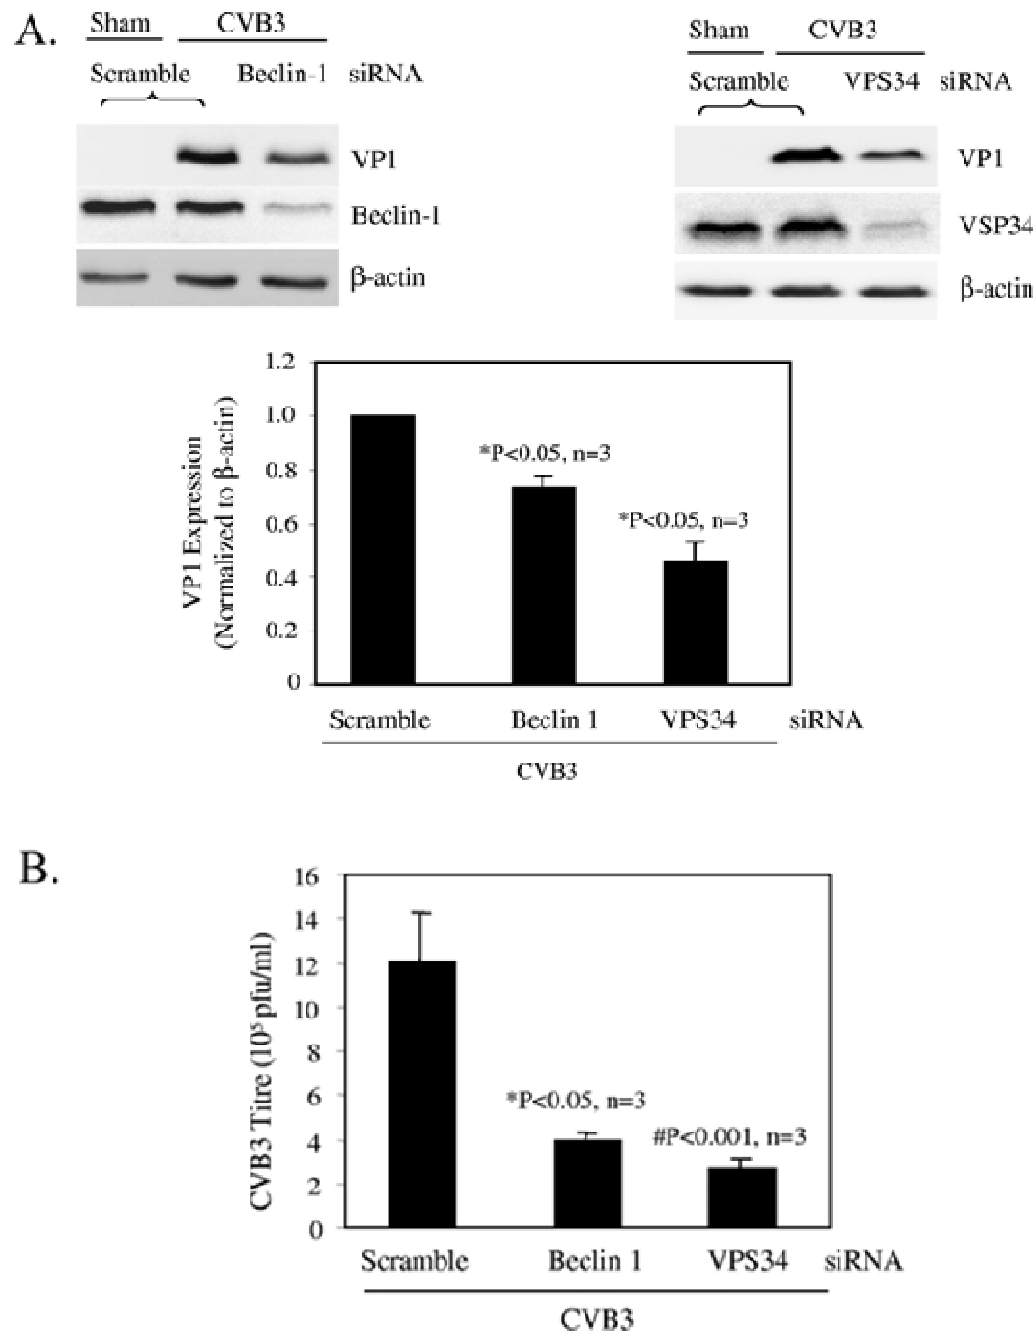 A.
Sham CVB3
Scramble Beclin-1 siRNA
VP1
Beclin-1
β-actin
Sham CVB3
Scramble VPS34 siRNA
VP1
VSP34
β-actin
VP1 Expression
(Normalized to β-actin)
1.2
1.0
0.8
0.6
0.4
0.2
0
*P<0.05, n=3
*P<0.05, n=3
Scramble Beclin 1 VPS34 siRNA
CVB3
B.
CVB3 Titre (10⁵ pfu/ml)
16
14
12
10
8
6
4
2
0
*P<0.05, n=3
#P<0.001, n=3
Scramble Beclin 1 VPS34 siRNA
CVB3